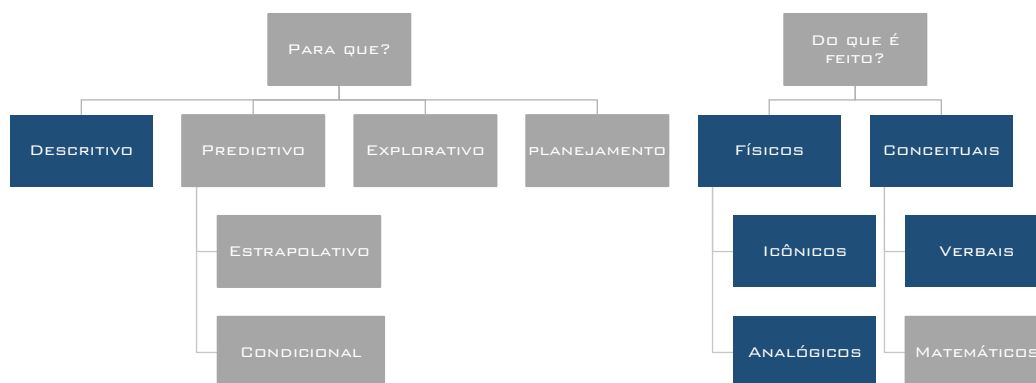 PARA QUE?
DO QUE É
FEITO?
DESCRITIVO
PREDICTIVO
EXPLORATIVO
PLANEJAMENTO
FÍSICOS
CONCEITUAIS
ESTRAPOLATIVO
ICÔNICOS
VERBAIS
CONDICIONAL
ANALÓGICOS
MATEMÁTICOS